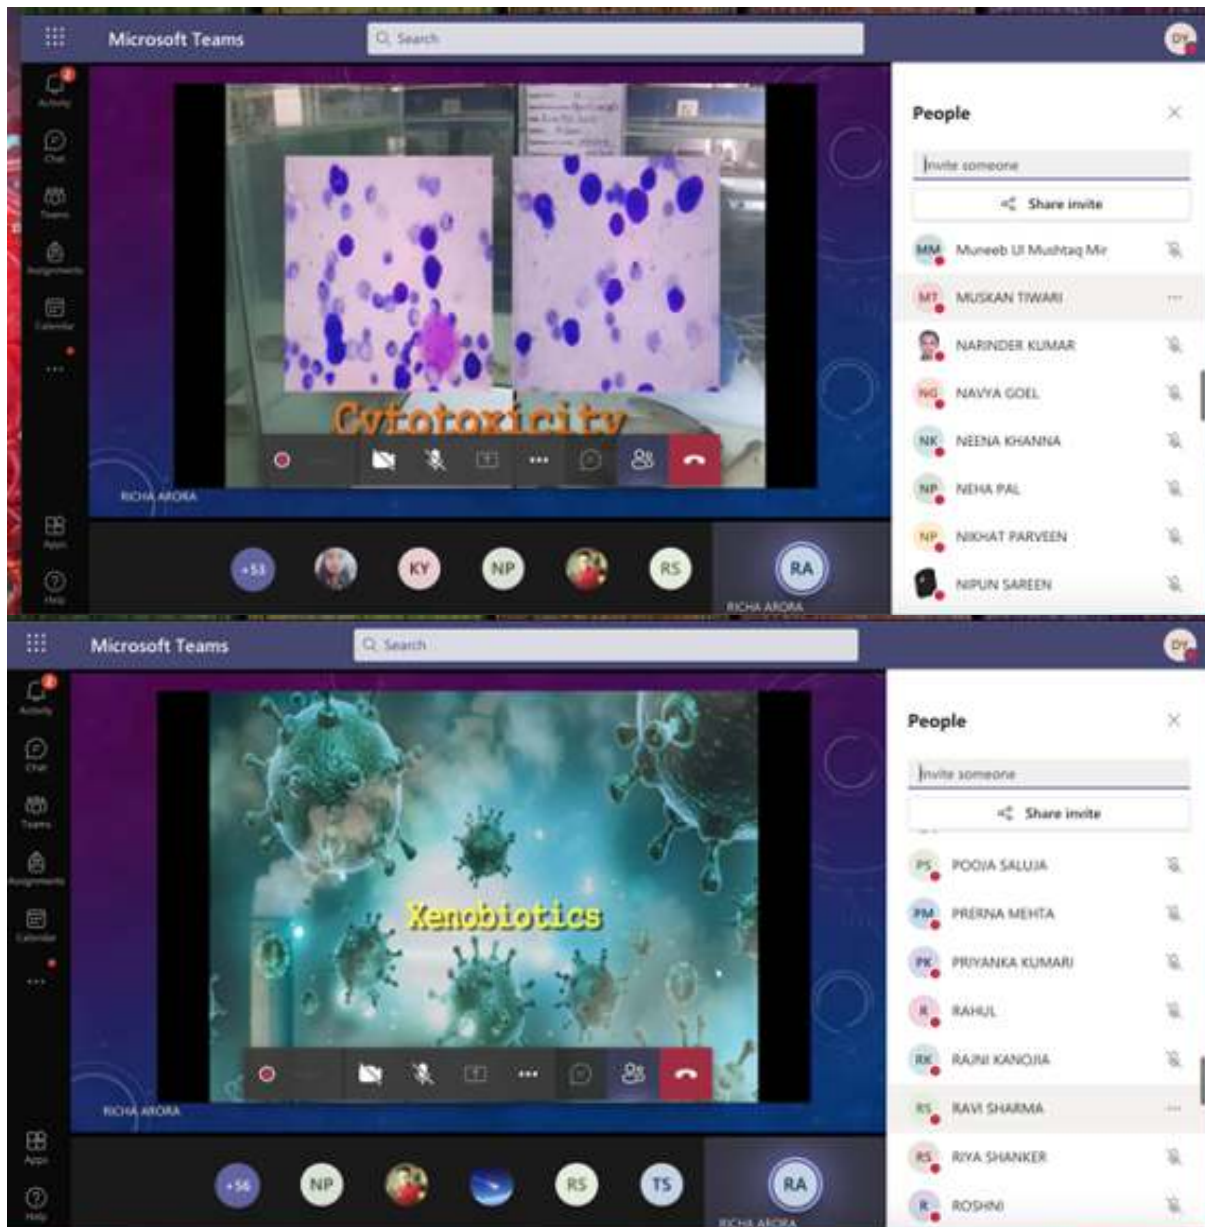 Microsoft Teams
Search
DY
2
Activity
Chat
Teams
Assignments
Calendar
Apps
Help
Cytotoxicity
RICHA ARORA
+53
KY
NP
RS
RA
RICHA ARORA
People
Invite someone
Share invite
MM Muneeb Ul Mushtaq Mir
MT MUSKAN TIWARI
NARINDER KUMAR
NG NAVYA GOEL
NK NEENA KHANNA
NP NEHA PAL
NP NIKHAT PARVEEN
NIPUN SAREEN
Microsoft Teams
Search
DY
2
Activity
Chat
Teams
Assignments
Calendar
Apps
Help
Xenobiotics
RICHA ARORA
+56
NP
RS
TS
RA
RICHA ARORA
People
Invite someone
Share invite
PS POOJA SALUJA
PM PRERNA MEHTA
PK PRIYANKA KUMARI
R RAHUL
RK RAJNI KANOJIA
RS RAVI SHARMA
RS RIYA SHANKER
R ROSHNI